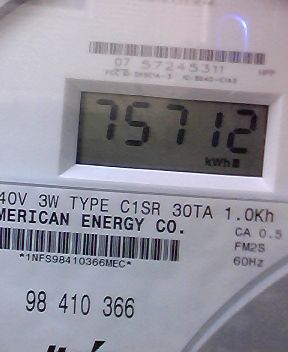 07 57245311
HPP
75712
kWh
40V 3W TYPE C1SR 30TA 1.0Kh
MERICAN ENERGY CO.
CA 0.5
FM2S
60Hz
*1NFS98410366MEC*
98 410 366